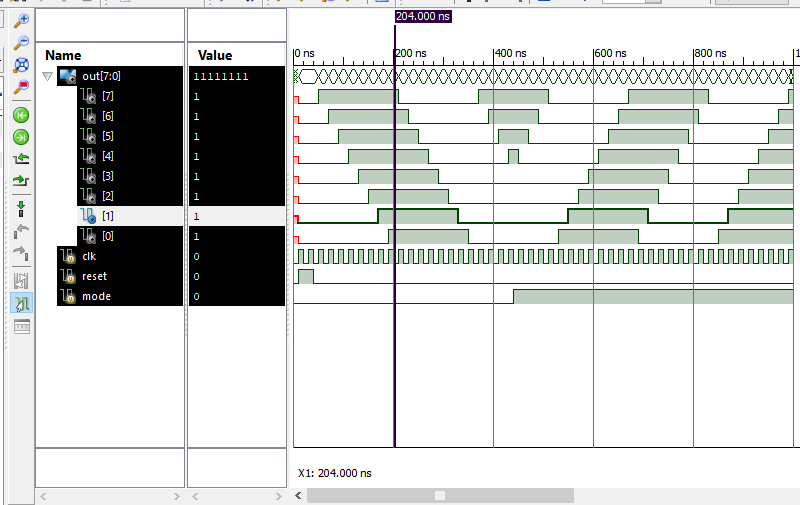 204.000 ns
Name
Value
0 ns
200 ns
400 ns
600 ns
800 ns
out[7:0]
11111111
[7]
1
[6]
1
[5]
1
[4]
1
[3]
1
[2]
1
[1]
1
[0]
1
clk
0
reset
0
mode
0
X1: 204.000 ns